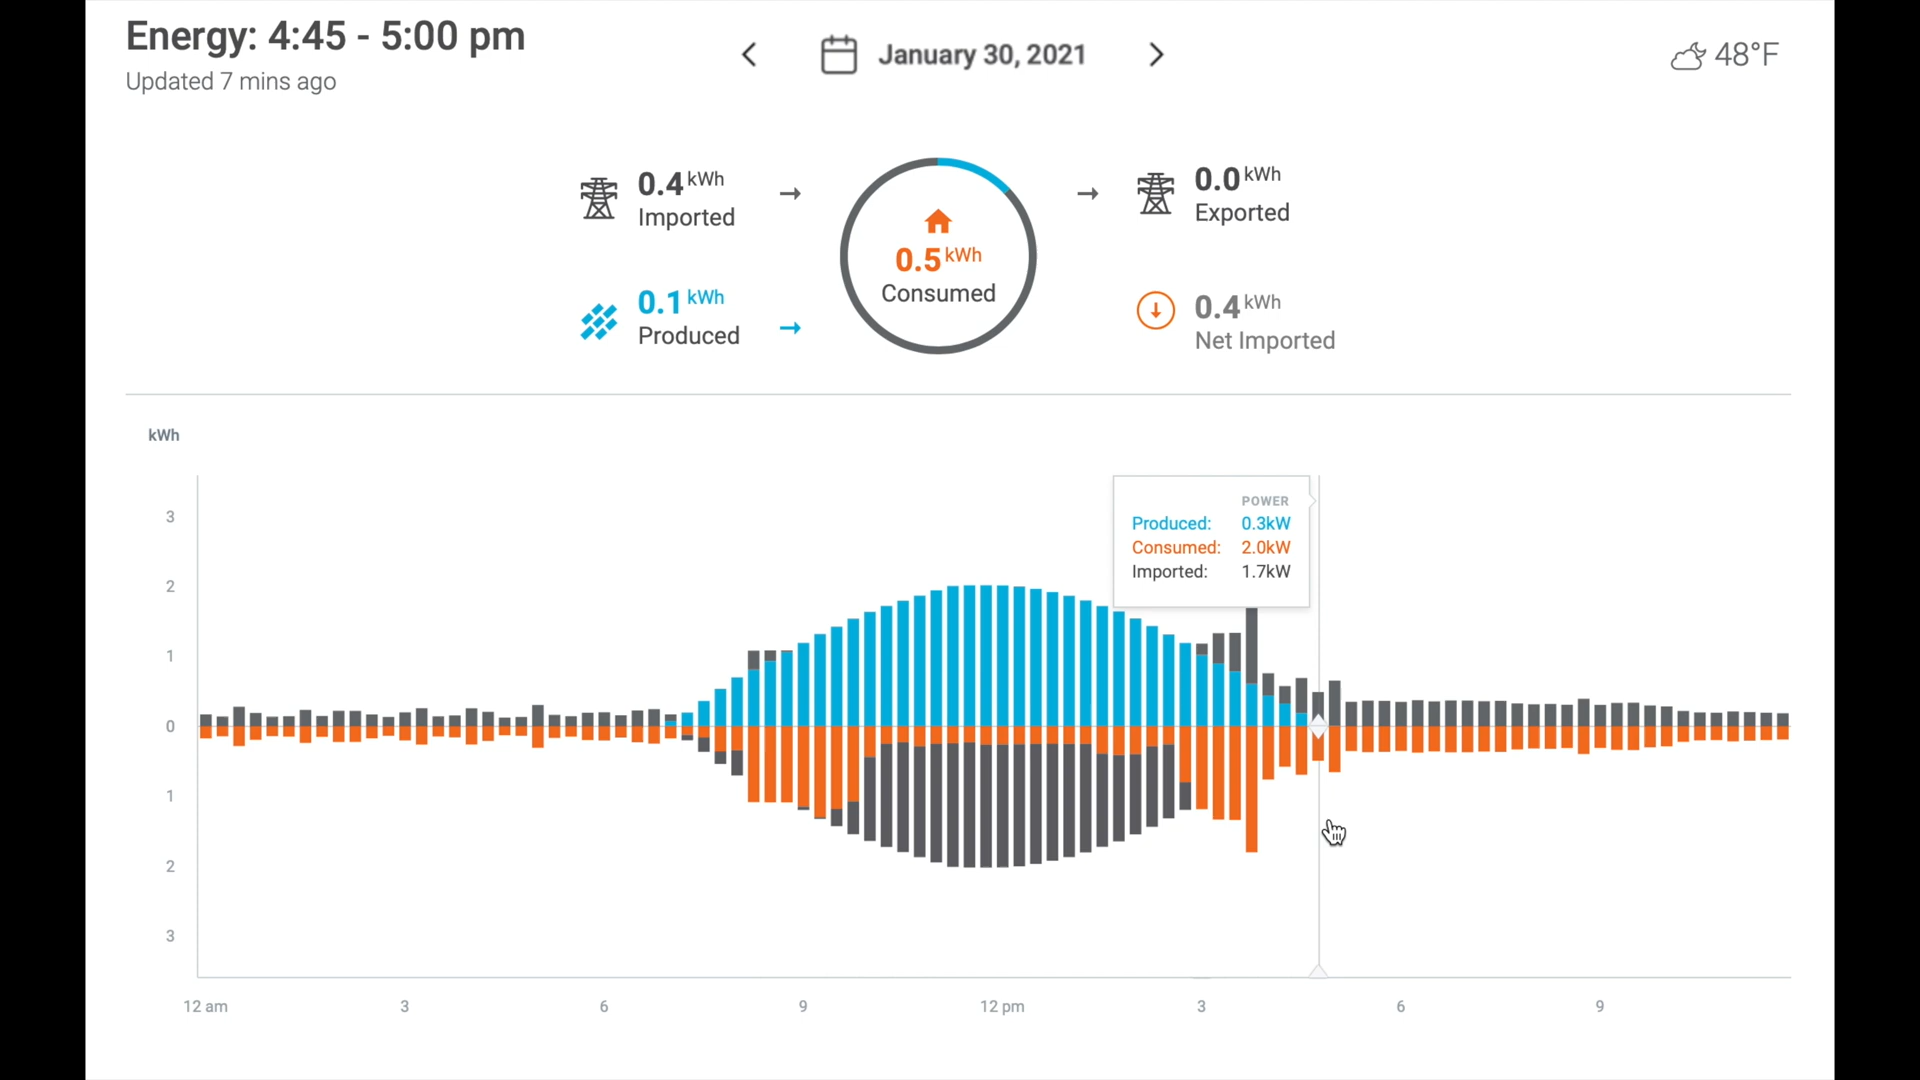 Energy: 4:45 - 5:00 pm
Updated 7 mins ago
January 30, 2021
48°F
0.4 kWh
Imported
0.1 kWh
Produced
0.5 kWh
Consumed
0.0 kWh
Exported
0.4 kWh
Net Imported
kWh
POWER
Produced: 0.3kW
Consumed: 2.0kW
Imported: 1.7kW
3
2
1
0
1
2
3
12 am 3 6 9 12 pm 3 6 9